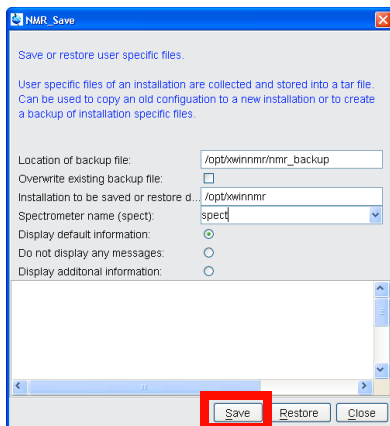 NMR_Save
Save or restore user specific files.
User specific files of an installation are collected and stored into a tar file.
Can be used to copy an old configuation to a new installation or to create
a backup of installation specific files.
Location of backup file: /opt/xwinnmr/nmr_backup
Overwrite existing backup file:
Installation to be saved or restore d... /opt/xwinnmr
Spectrometer name (spect): spect
Display default information:
Do not display any messages:
Display additonal information:
Save Restore Close